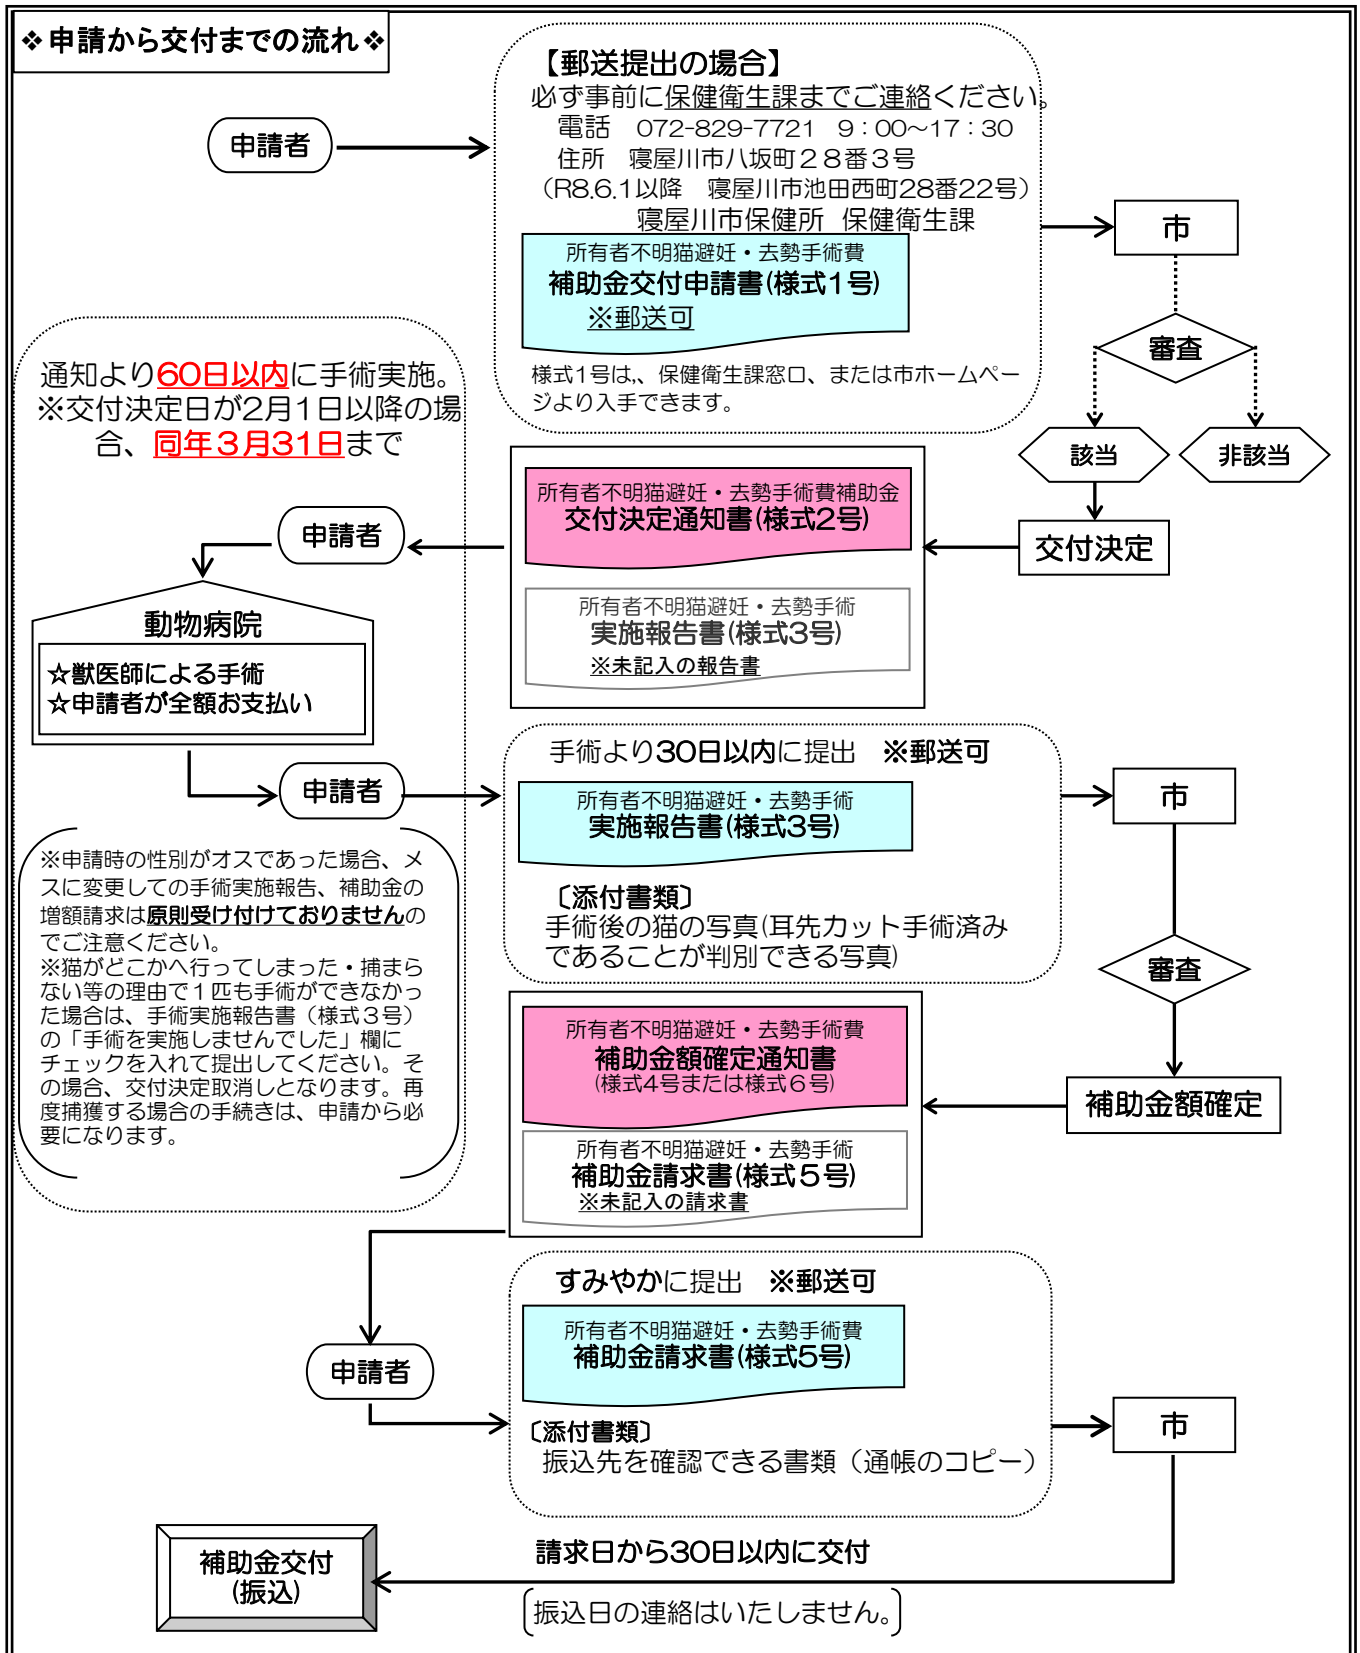 ❖申請から交付までの流れ❖
【郵送提出の場合】
必ず事前に保健衛生課までご連絡ください。
電話　072-829-7721　9：00～17：30
住所　寝屋川市八坂町２８番３号
（R8.6.1以降　寝屋川市池田西町28番22号）
寝屋川市保健所　保健衛生課
申請者
所有者不明猫避妊・去勢手術費
補助金交付申請書(様式１号)
※郵送可
様式1号は,、保健衛生課窓口、または市ホームペー
ジより入手できます。
市
審査
該当
非該当
交付決定
所有者不明猫避妊・去勢手術費補助金
交付決定通知書(様式2号)
所有者不明猫避妊・去勢手術
実施報告書(様式3号)
※未記入の報告書
通知より60日以内に手術実施。
※交付決定日が2月1日以降の場
合、同年３月31日まで
申請者
動物病院
☆獣医師による手術
☆申請者が全額お支払い
申請者
手術より30日以内に提出　※郵送可
所有者不明猫避妊・去勢手術
実施報告書(様式3号)
〔添付書類〕
手術後の猫の写真(耳先カット手術済み
であることが判別できる写真)
市
審査
補助金額確定
※申請時の性別がオスであった場合、メ
スに変更しての手術実施報告、補助金の
増額請求は原則受け付けておりませんの
でご注意ください。
※猫がどこかへ行ってしまった・捕まら
ない等の理由で１匹も手術ができなかっ
た場合は、手術実施報告書（様式３号）
の「手術を実施しませんでした」欄に
チェックを入れて提出してください。そ
の場合、交付決定取消しとなります。再
度捕獲する場合の手続きは、申請から必
要になります。
所有者不明猫避妊・去勢手術費
補助金額確定通知書
(様式4号または様式６号)
所有者不明猫避妊・去勢手術
補助金請求書(様式５号)
※未記入の請求書
すみやかに提出　※郵送可
所有者不明猫避妊・去勢手術費
補助金請求書(様式5号)
〔添付書類〕
振込先を確認できる書類（通帳のコピー）
申請者
市
請求日から30日以内に交付
振込日の連絡はいたしません。
補助金交付
(振込)